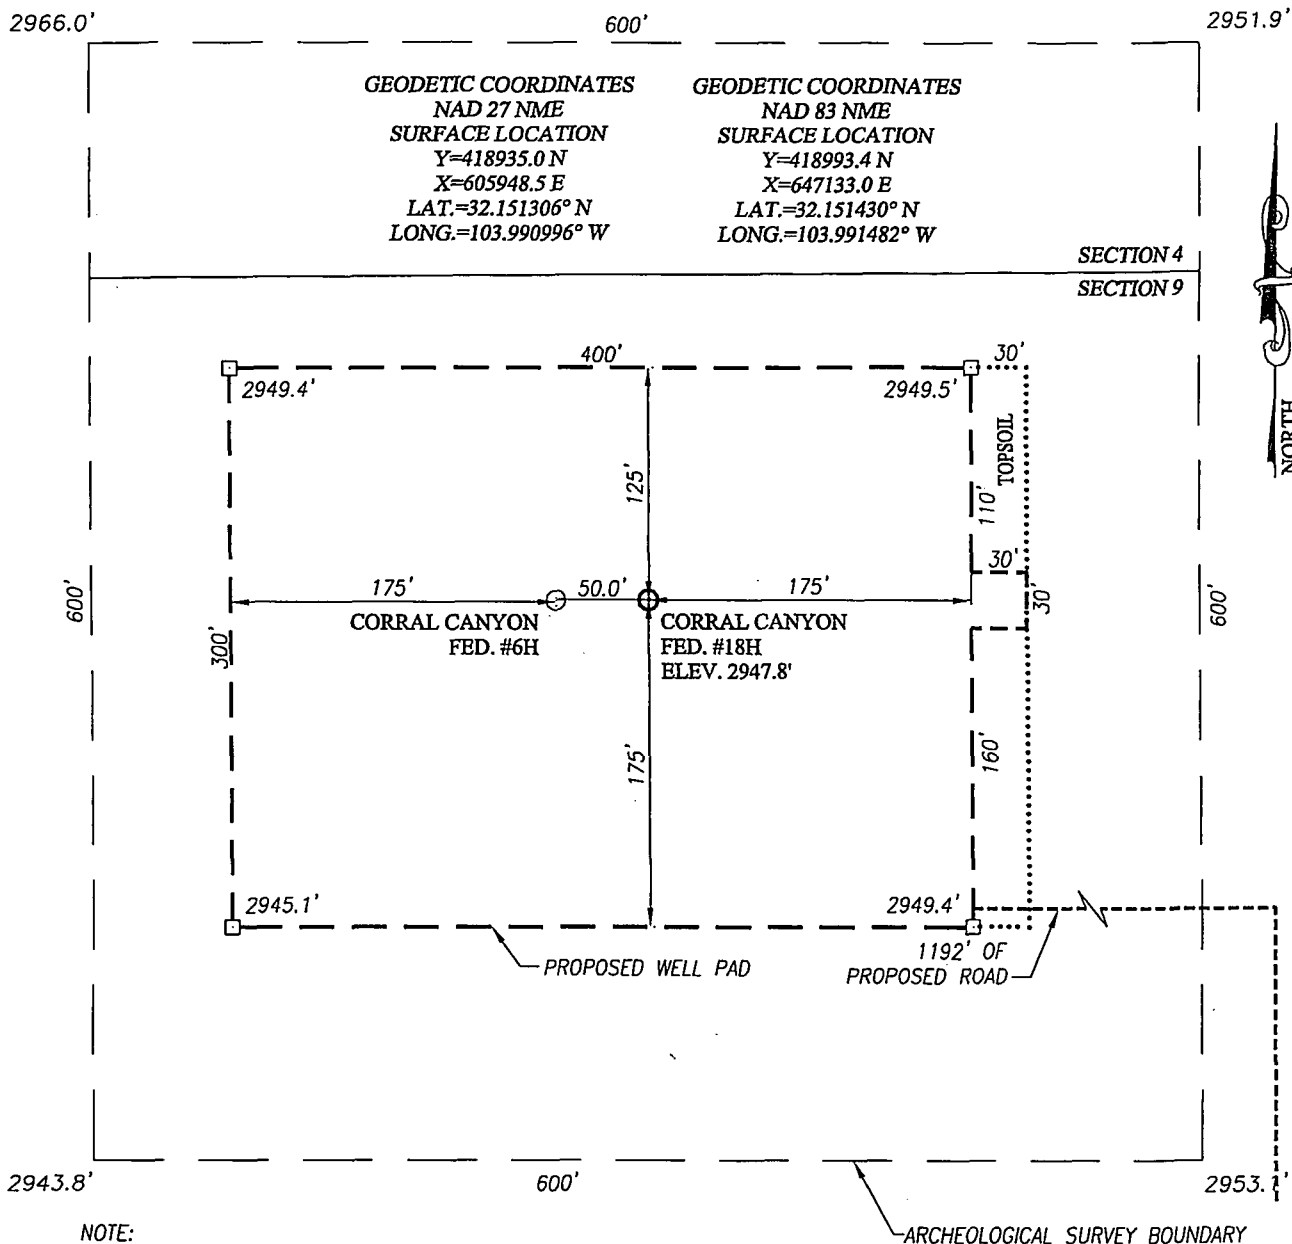 2966.0'
600'
2951.9'
GEODETIC COORDINATES
NAD 27 NME
SURFACE LOCATION
Y=418935.0 N
X=605948.5 E
LAT.=32.151306° N
LONG.=103.990996° W
GEODETIC COORDINATES
NAD 83 NME
SURFACE LOCATION
Y=418993.4 N
X=647133.0 E
LAT.=32.151430° N
LONG.=103.991482° W
SECTION 4
SECTION 9
NORTH
400'
30'
2949.4'
2949.5'
TOPSOIL
125'
110'
30'
30'
175'
50.0'
175'
600'
600'
300'
CORRAL CANYON
FED. #6H
CORRAL CANYON
FED. #18H
ELEV. 2947.8'
175'
160'
2945.1'
2949.4'
PROPOSED WELL PAD
1192' OF
PROPOSED ROAD
2943.8'
600'
2953.1'
NOTE:
ARCHEOLOGICAL SURVEY BOUNDARY